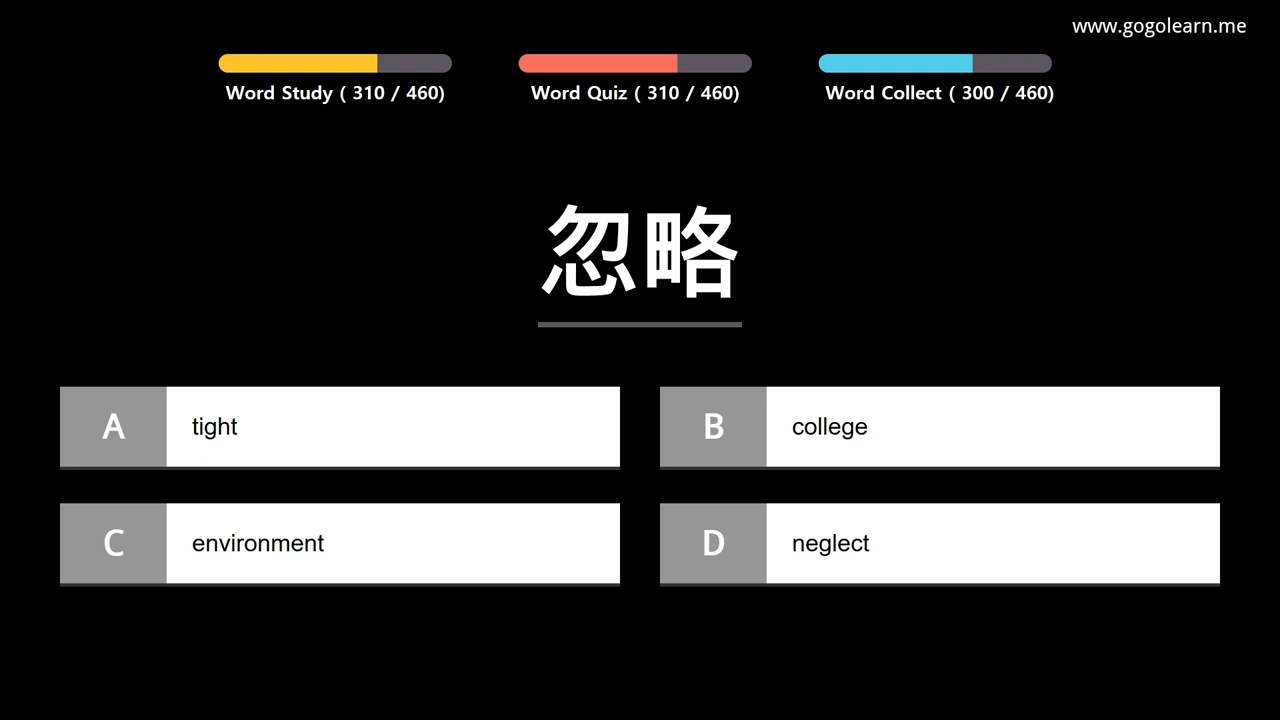 www.gogolearn.me
Word Study ( 310 / 460)
Word Quiz ( 310 / 460)
Word Collect ( 300 / 460)
忽略
A tight
B college
C environment
D neglect